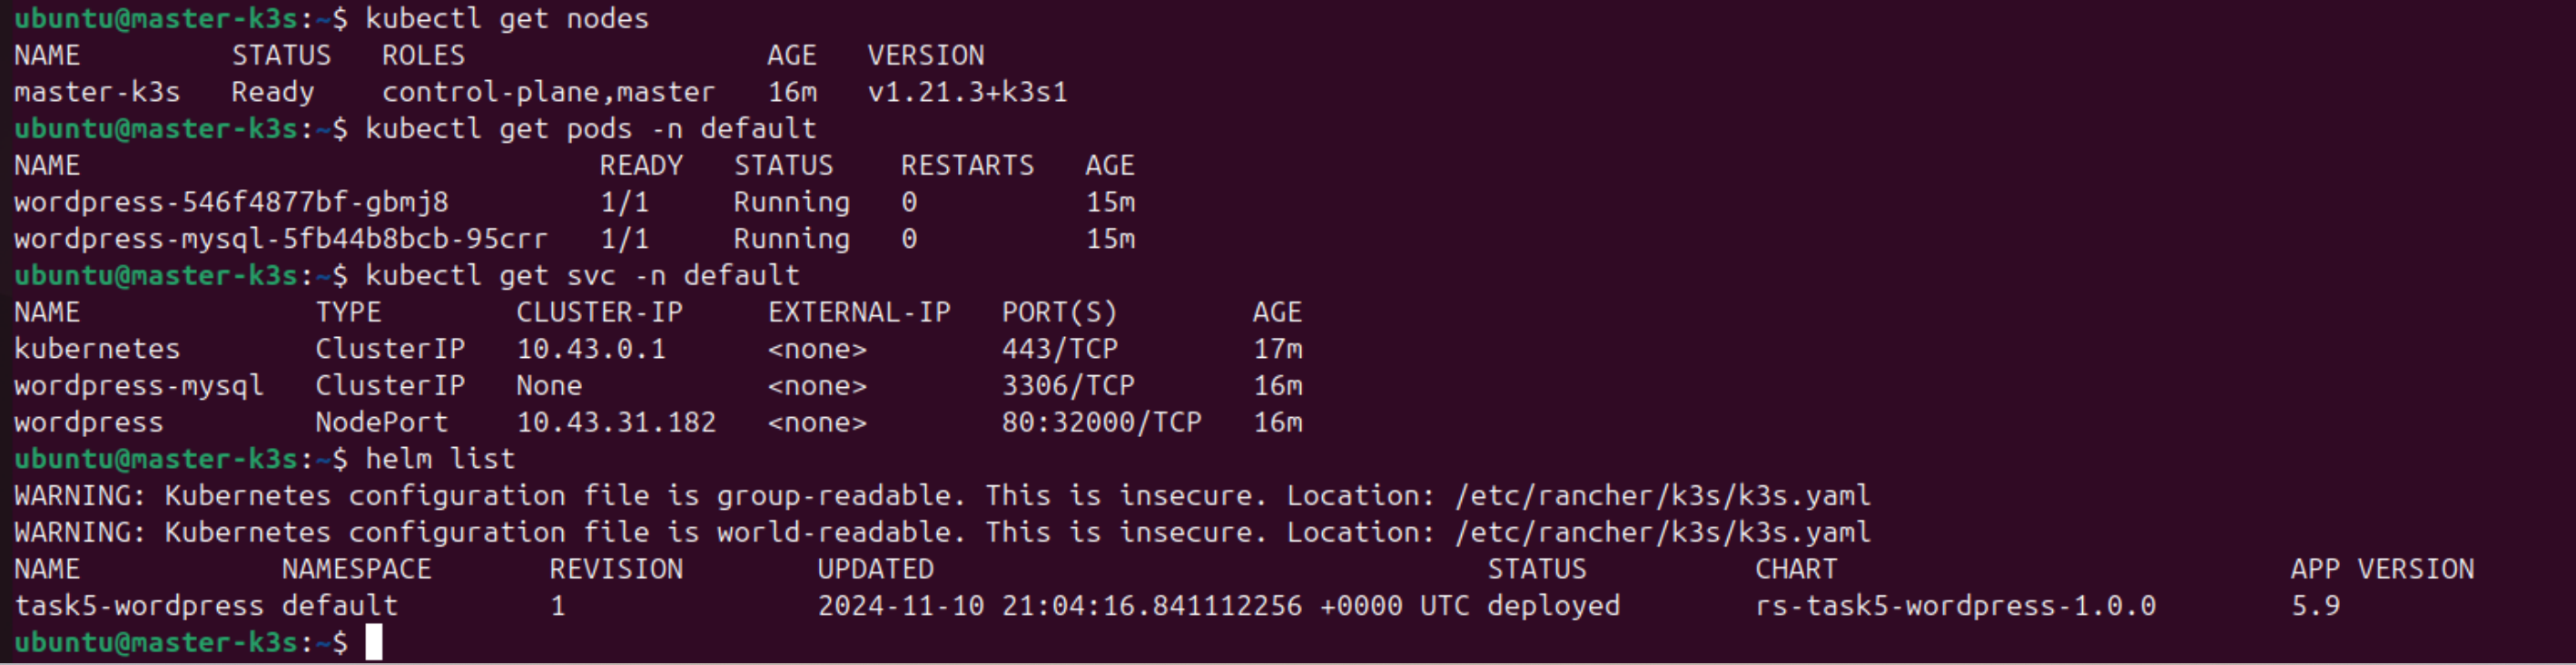 ubuntu@master-k3s:~$ kubectl get nodes
NAME         STATUS   ROLES                  AGE   VERSION
master-k3s   Ready    control-plane,master   16m   v1.21.3+k3s1
ubuntu@master-k3s:~$ kubectl get pods -n default
NAME                               READY   STATUS    RESTARTS   AGE
wordpress-546f4877bf-gbmj8         1/1     Running   0          15m
wordpress-mysql-5fb44b8bcb-95crr   1/1     Running   0          15m
ubuntu@master-k3s:~$ kubectl get svc -n default
NAME              TYPE        CLUSTER-IP     EXTERNAL-IP   PORT(S)        AGE
kubernetes        ClusterIP   10.43.0.1      <none>        443/TCP        17m
wordpress-mysql   ClusterIP   None           <none>        3306/TCP       16m
wordpress         NodePort    10.43.31.182   <none>        80:32000/TCP   16m
ubuntu@master-k3s:~$ helm list
WARNING: Kubernetes configuration file is group-readable. This is insecure. Location: /etc/rancher/k3s/k3s.yaml
WARNING: Kubernetes configuration file is world-readable. This is insecure. Location: /etc/rancher/k3s/k3s.yaml
NAME            NAMESPACE       REVISION        UPDATED                                 STATUS          CHART                           APP VERSION
task5-wordpress default         1               2024-11-10 21:04:16.841112256 +0000 UTC deployed        rs-task5-wordpress-1.0.0        5.9
ubuntu@master-k3s:~$